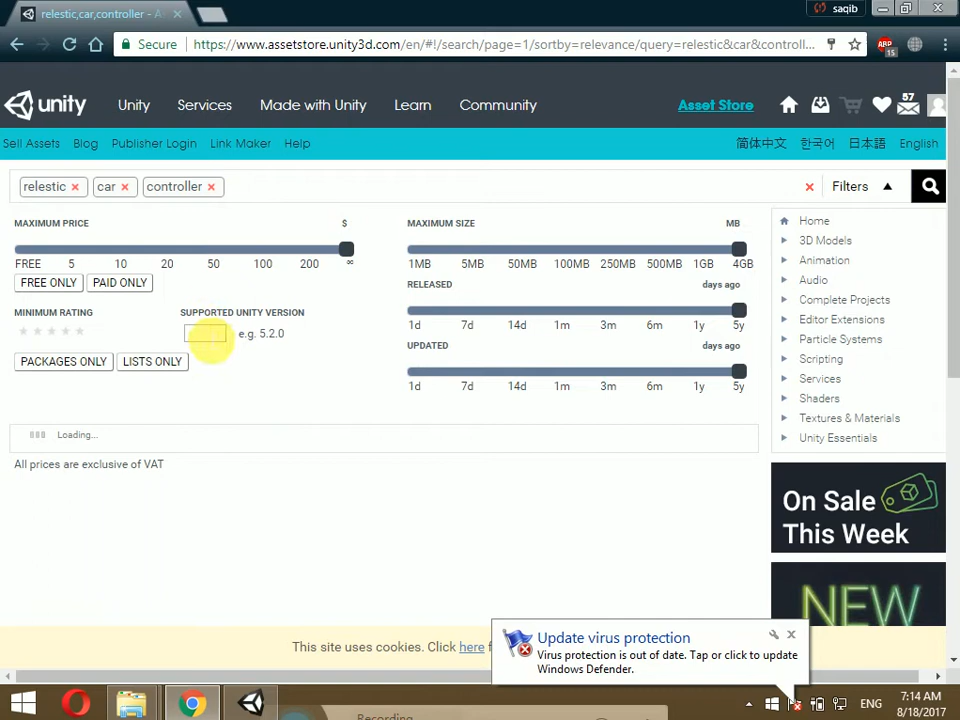 relestic,car,controller - A
saqib
Secure
https://www.assetstore.unity3d.com/en/#!/search/page=1/sortby=relevance/query=relestic&car&controll...
ABP
15
unity
Unity
Services
Made with Unity
Learn
Community
Asset Store
57
Sell Assets
Blog
Publisher Login
Link Maker
Help
简体中文
한국어
日本語
English
relestic ×
car ×
controller ×
×
Filters
MAXIMUM PRICE
$
FREE 5 10 20 50 100 200 ∞
FREE ONLY
PAID ONLY
MINIMUM RATING
SUPPORTED UNITY VERSION
e.g. 5.2.0
PACKAGES ONLY
LISTS ONLY
MAXIMUM SIZE
MB
1MB 5MB 50MB 100MB 250MB 500MB 1GB 4GB
RELEASED
days ago
1d 7d 14d 1m 3m 6m 1y 5y
UPDATED
days ago
1d 7d 14d 1m 3m 6m 1y 5y
Loading...
All prices are exclusive of VAT
Home
3D Models
Animation
Audio
Complete Projects
Editor Extensions
Particle Systems
Scripting
Services
Shaders
Textures & Materials
Unity Essentials
On Sale
This Week
NEW
This site uses cookies. Click here f
Update virus protection
Virus protection is out of date. Tap or click to update
Windows Defender.
Recording
ENG
7:14 AM
8/18/2017